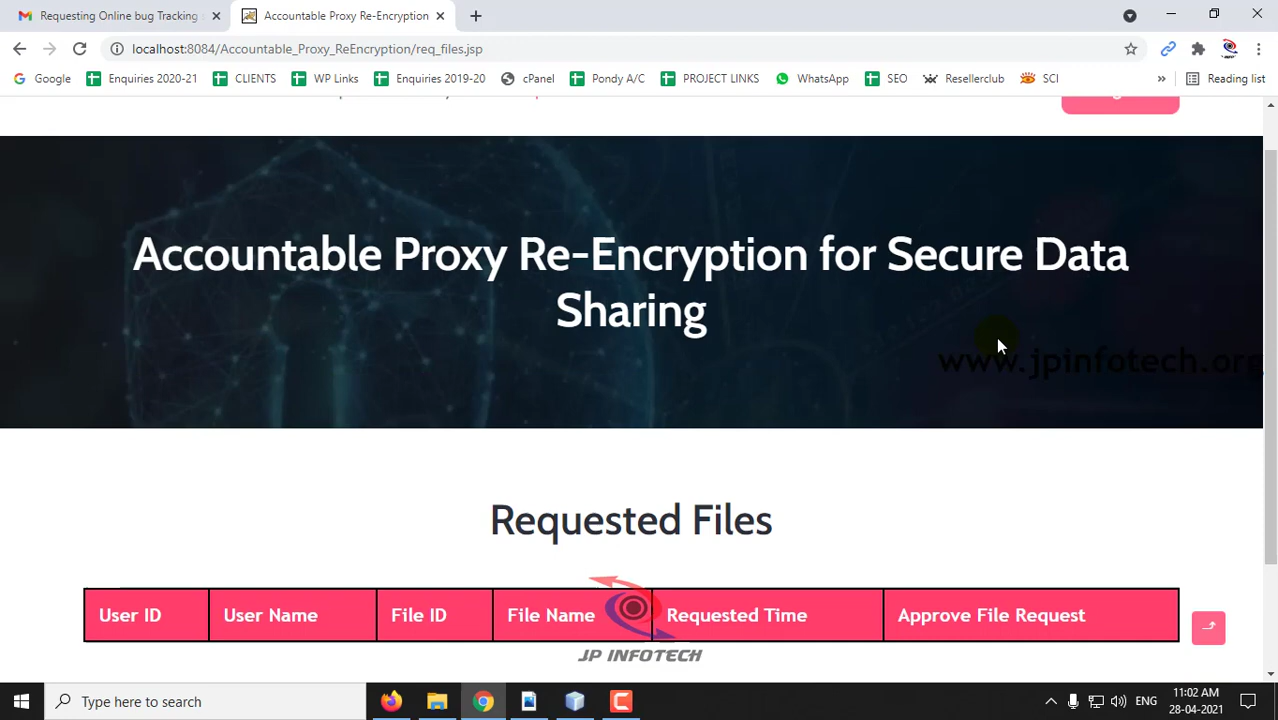 Requesting Online bug Tracking
Accountable Proxy Re-Encryption
localhost:8084/Accountable_Proxy_ReEncryption/req_files.jsp
Google
Enquiries 2020-21
CLIENTS
WP Links
Enquiries 2019-20
cPanel
Pondy A/C
PROJECT LINKS
WhatsApp
SEO
Resellerclub
SCI
»
Reading list
Accountable Proxy Re-Encryption for Secure Data
Sharing
www.jpinfotech.org
Requested Files
User ID
User Name
File ID
File Name
Requested Time
Approve File Request
JP INFOTECH
Type here to search
ENG
11:02 AM
28-04-2021